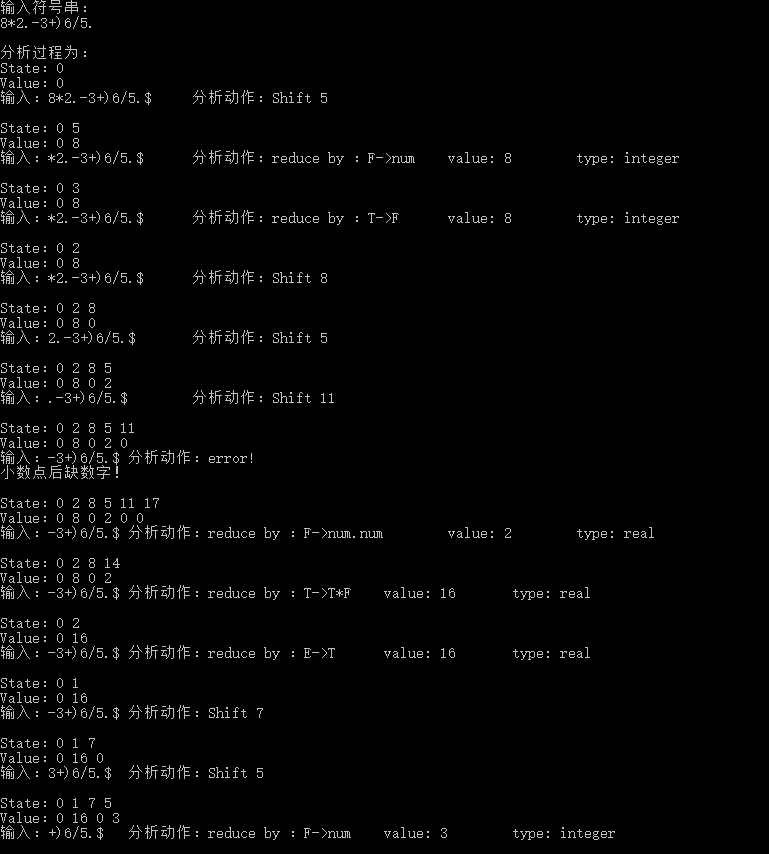 输入符号串：
8*2.-3+)6/5.
分析过程为：
State: 0
Value: 0
输入：8*2.-3+)6/5.$ 分析动作：Shift 5
State: 0 5
Value: 0 8
输入：*2.-3+)6/5.$ 分析动作：reduce by : F->num value: 8 type: integer
State: 0 3
Value: 0 8
输入：*2.-3+)6/5.$ 分析动作：reduce by : T->F value: 8 type: integer
State: 0 2
Value: 0 8
输入：*2.-3+)6/5.$ 分析动作：Shift 8
State: 0 2 8
Value: 0 8 0
输入：2.-3+)6/5.$ 分析动作：Shift 5
State: 0 2 8 5
Value: 0 8 0 2
输入：.-3+)6/5.$ 分析动作：Shift 11
State: 0 2 8 5 11
Value: 0 8 0 2 0
输入：-3+)6/5.$ 分析动作：error!
小数点后缺数字！
State: 0 2 8 5 11 17
Value: 0 8 0 2 0 0
输入：-3+)6/5.$ 分析动作：reduce by : F->num.num value: 2 type: real
State: 0 2 8 14
Value: 0 8 0 2
输入：-3+)6/5.$ 分析动作：reduce by : T->T*F value: 16 type: real
State: 0 2
Value: 0 16
输入：-3+)6/5.$ 分析动作：reduce by : E->T value: 16 type: real
State: 0 1
Value: 0 16
输入：-3+)6/5.$ 分析动作：Shift 7
State: 0 1 7
Value: 0 16 0
输入：3+)6/5.$ 分析动作：Shift 5
State: 0 1 7 5
Value: 0 16 0 3
输入：+)6/5.$ 分析动作：reduce by : F->num value: 3 type: integer